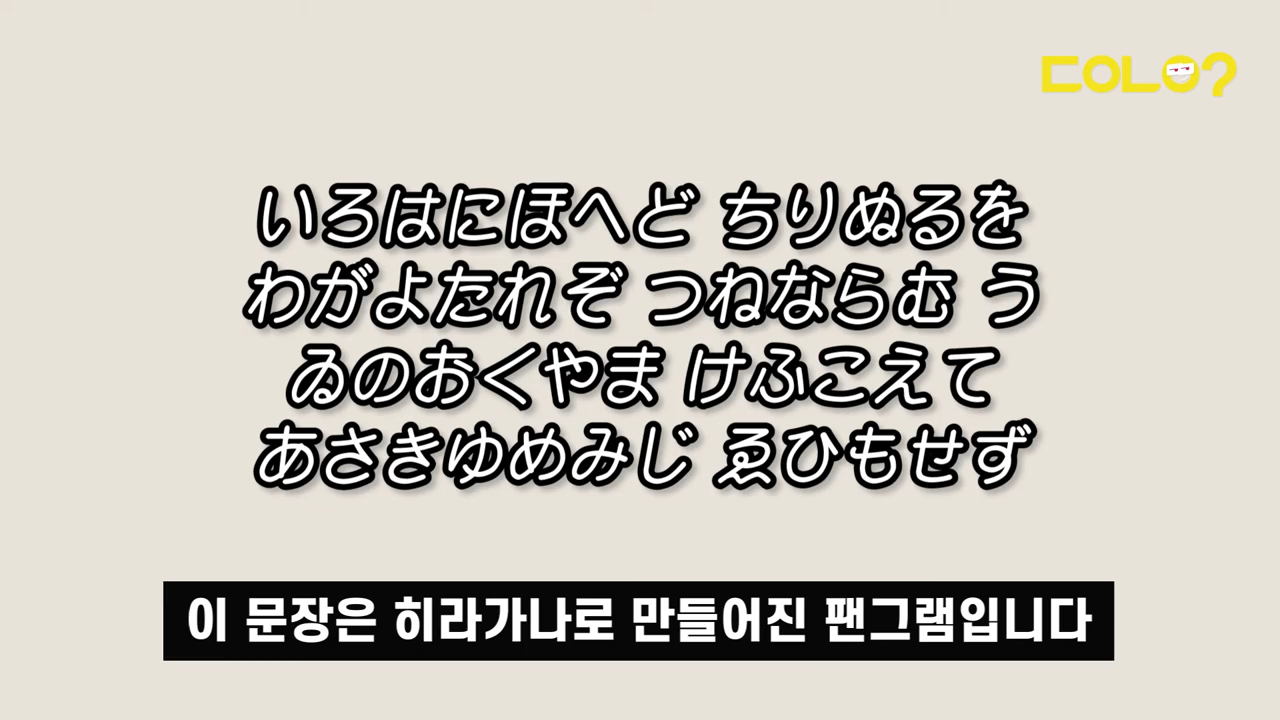 COLO?
いろはにほへど ちりぬるを
わがよたれぞ つねならむ う
ゐのおくやま けふこえて
あさきゆめみじ ゑひもせず
이 문장은 히라가나로 만들어진 팬그램입니다